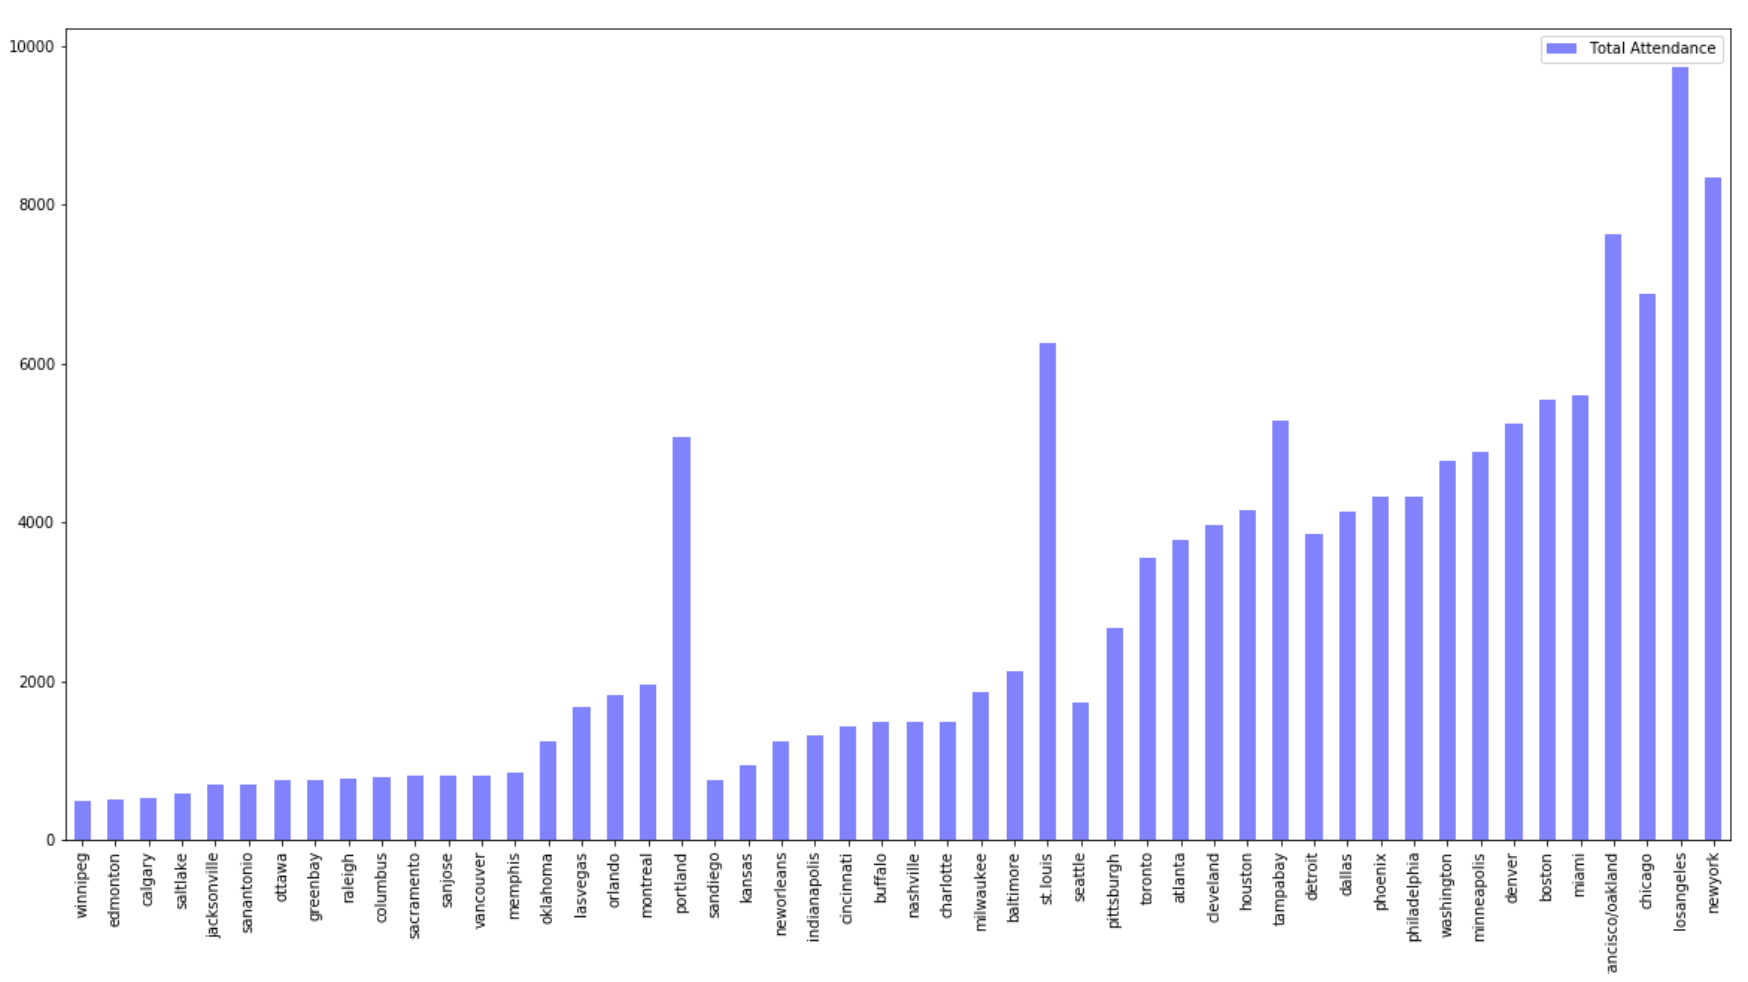 Total Attendance
10000
8000
6000
4000
2000
0
winnipeg
edmonton
calgary
saltlake
jacksonville
sanantonio
ottawa
greenbay
raleigh
columbus
sacramento
sanjose
vancouver
memphis
oklahoma
lasvegas
orlando
montreal
portland
sandiego
kansas
neworleans
indianapolis
cincinnati
buffalo
nashville
charlotte
milwaukee
baltimore
st.louis
seattle
pittsburgh
toronto
atlanta
cleveland
houston
tampabay
detroit
dallas
phoenix
philadelphia
washington
minneapolis
denver
boston
miami
ancisco/oakland
chicago
losangeles
newyork